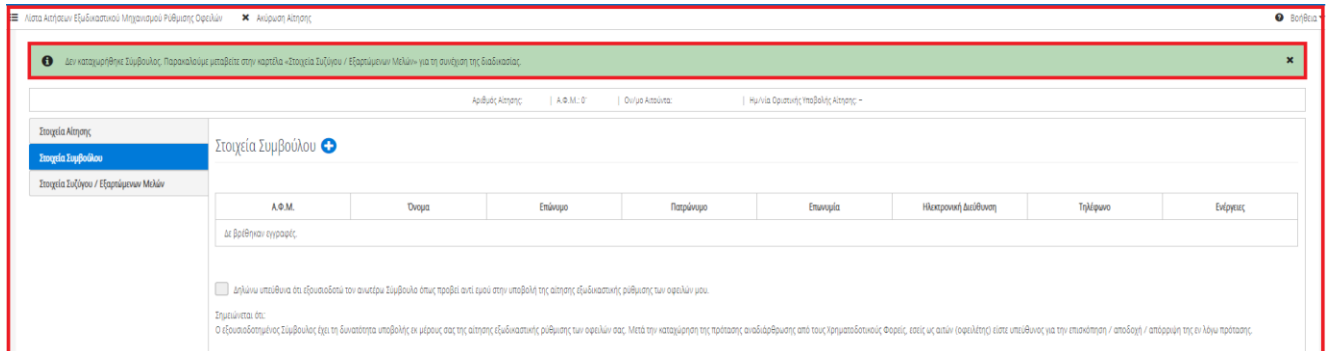 Λίστα Αιτήσεων Εξωδικαστικού Μηχανισμού Ρύθμισης Οφειλών ✖ Ακύρωση Αίτησης Βοήθεια
Δεν καταχωρήθηκε Σύμβουλος. Παρακαλούμε μεταβείτε στην καρτέλα «Στοιχεία Συζύγου / Εξαρτώμενων Μελών» για τη συνέχιση της διαδικασίας. ✖
Αριθμός Αίτησης: | Α.Φ.Μ.: 0' | Ον/μο Αιτούντα: | Ημ/νία Οριστικής Υποβολής Αίτησης: –
Στοιχεία Αίτησης
Στοιχεία Συμβούλου
Στοιχεία Συζύγου / Εξαρτώμενων Μελών
Στοιχεία Συμβούλου
Α.Φ.Μ. Όνομα Επώνυμο Πατρώνυμο Επωνυμία Ηλεκτρονική Διεύθυνση Τηλέφωνο Ενέργειες
Δε βρέθηκαν εγγραφές.
Δηλώνω υπεύθυνα ότι εξουσιοδοτώ τον ανωτέρω Σύμβουλο όπως προβεί αντί εμού στην υποβολή της αίτησης εξωδικαστικής ρύθμισης των οφειλών μου.
Σημειώνεται ότι:
Ο εξουσιοδοτημένος Σύμβουλος έχει τη δυνατότητα υποβολής εκ μέρους σας της αίτησης εξωδικαστικής ρύθμισης των οφειλών σας. Μετά την καταχώρηση της πρότασης αναδιάρθρωσης από τους Χρηματοδοτικούς Φορείς, εσείς ως αιτών (οφειλέτης) είστε υπεύθυνος για την επισκόπηση / αποδοχή / απόρριψη της εν λόγω πρότασης.